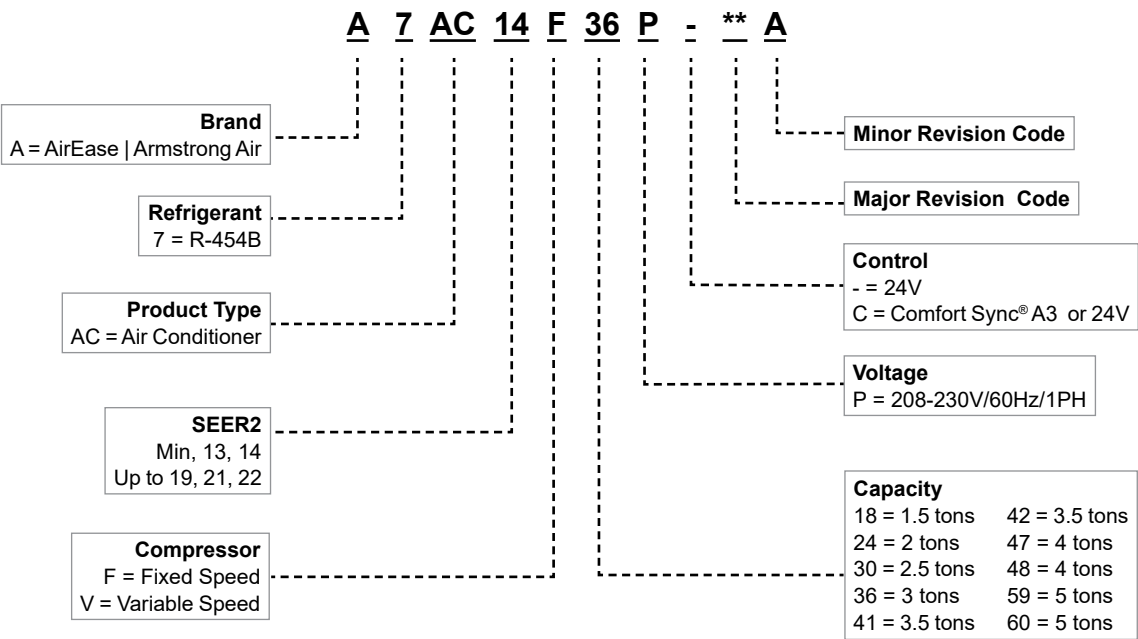 A 7 AC 14 F 36 P - ** A
Brand
A = AirEase | Armstrong Air
Refrigerant
7 = R-454B
Product Type
AC = Air Conditioner
SEER2
Min, 13, 14
Up to 19, 21, 22
Compressor
F = Fixed Speed
V = Variable Speed
Minor Revision Code
Major Revision Code
Control
- = 24V
C = Comfort Sync® A3 or 24V
Voltage
P = 208-230V/60Hz/1PH
Capacity
18 = 1.5 tons 42 = 3.5 tons
24 = 2 tons 47 = 4 tons
30 = 2.5 tons 48 = 4 tons
36 = 3 tons 59 = 5 tons
41 = 3.5 tons 60 = 5 tons